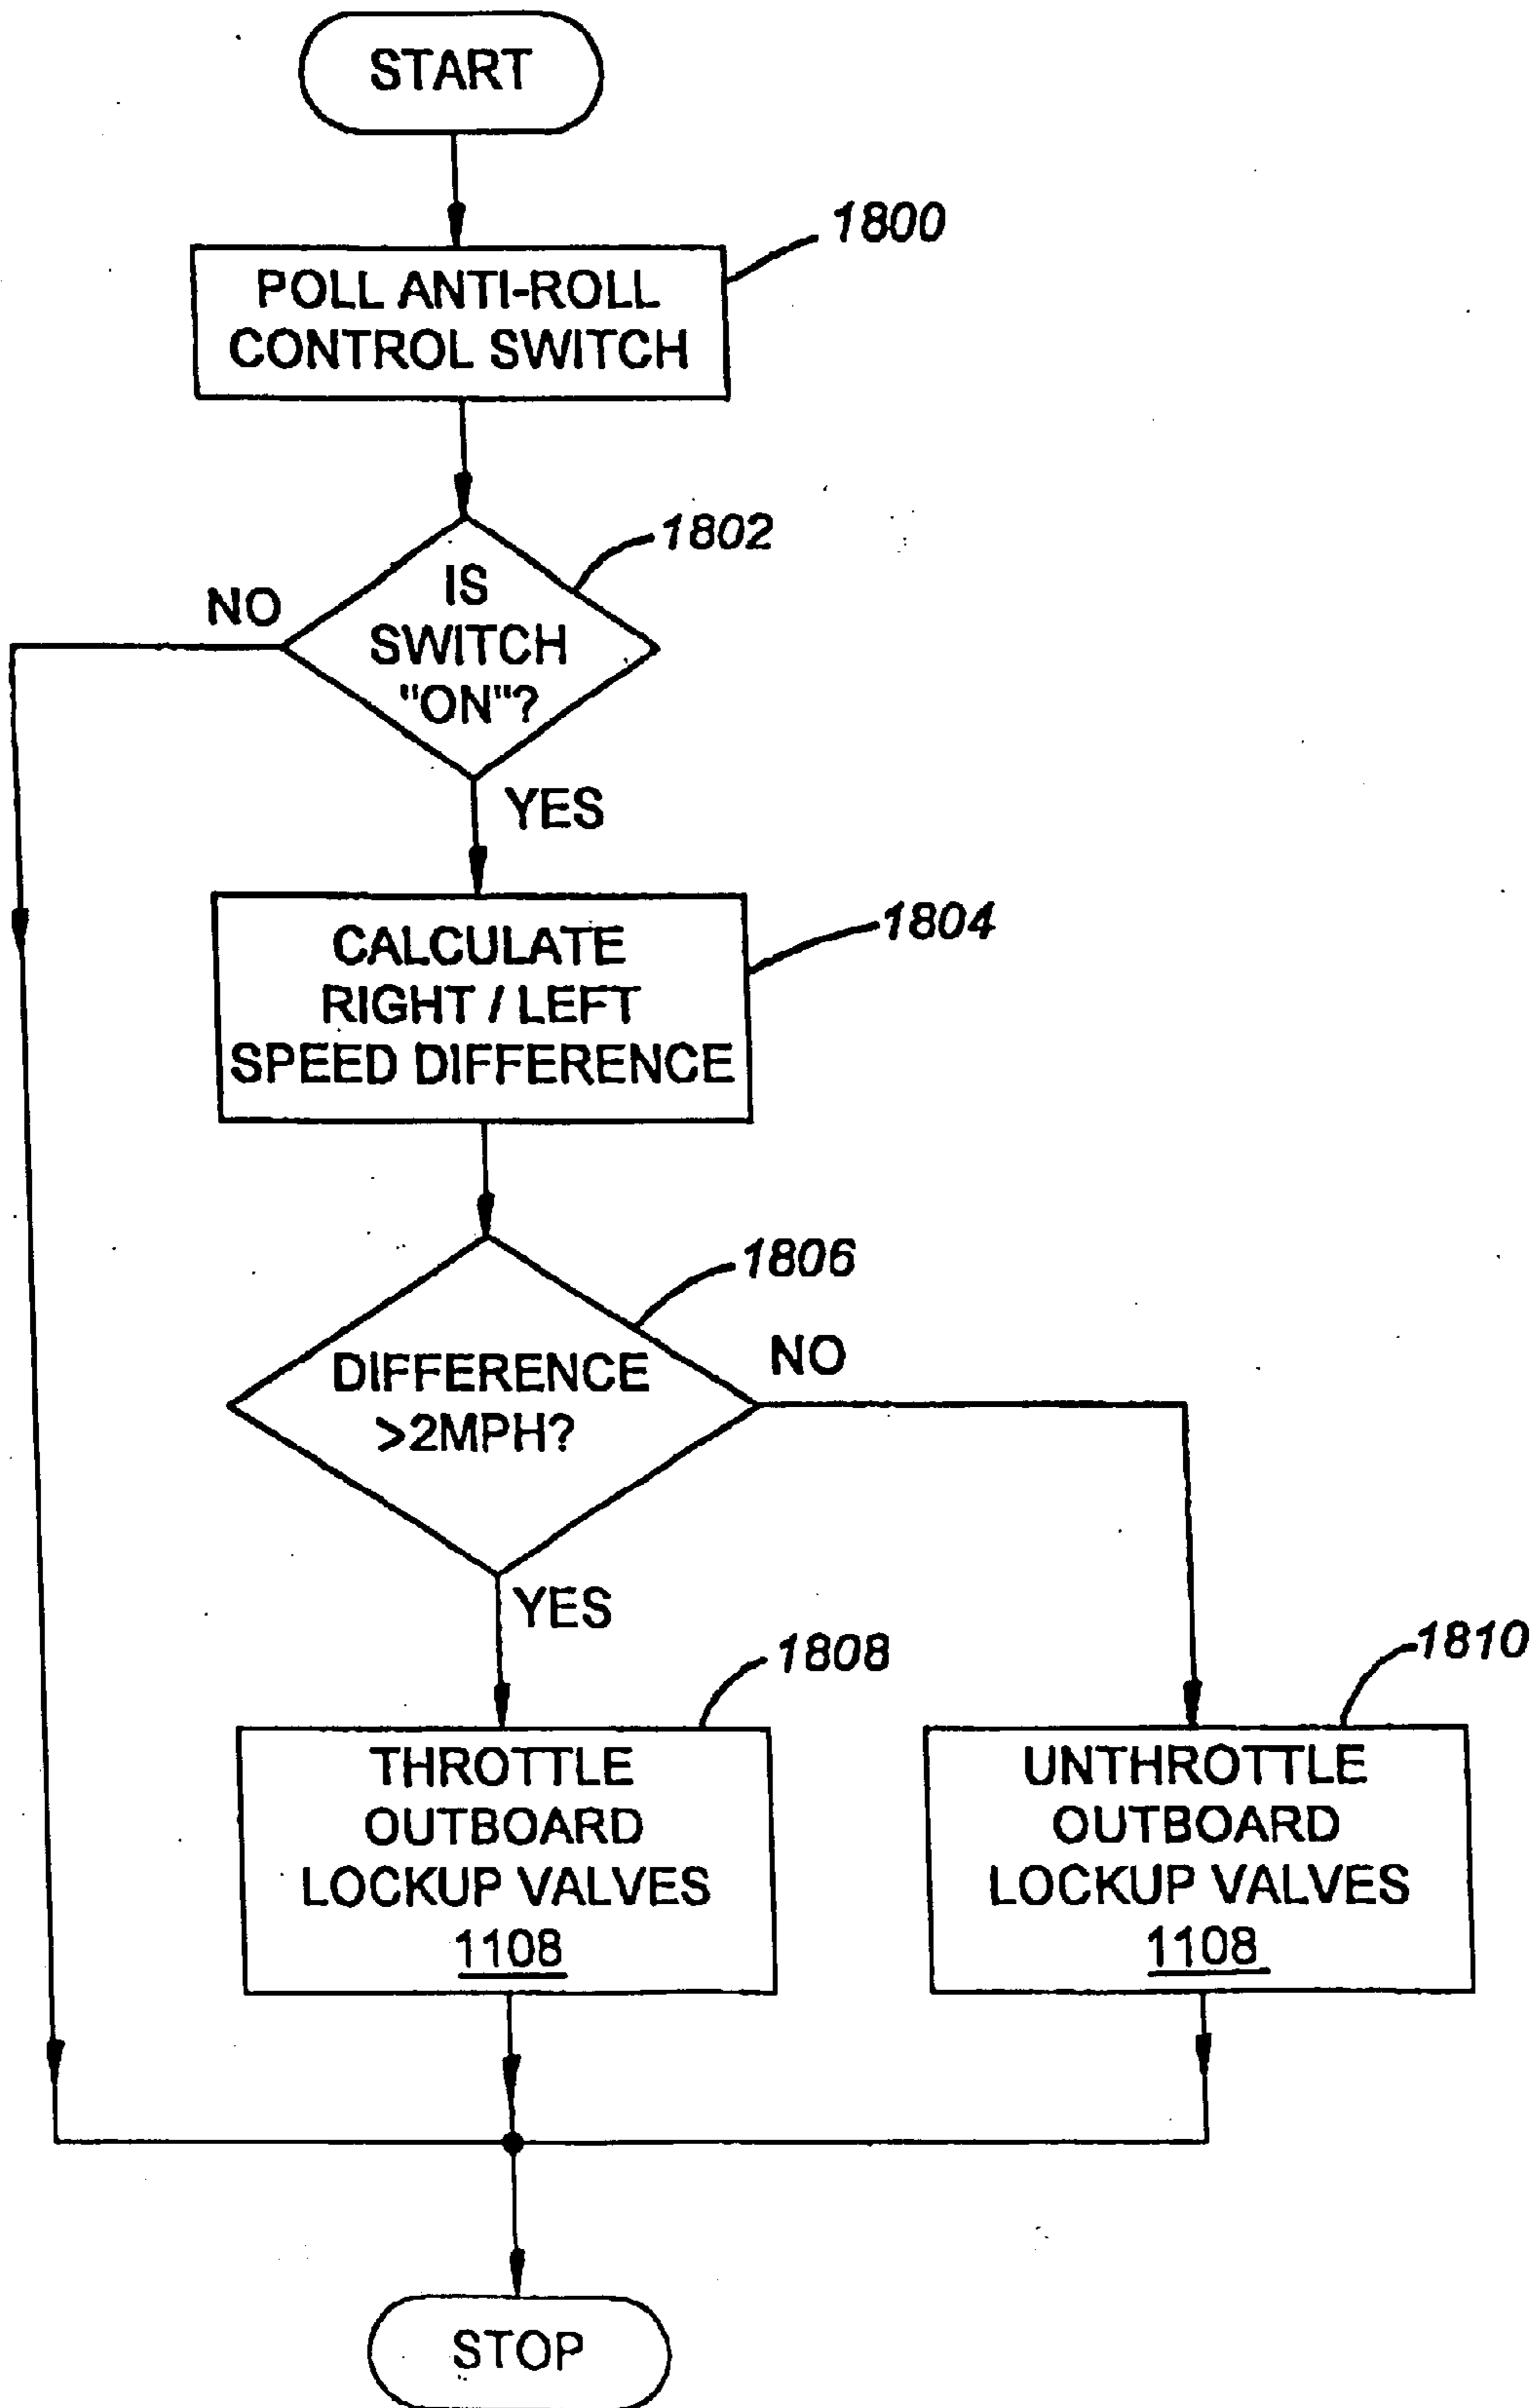 START
1800
POLL ANTI-ROLL
CONTROL SWITCH
1802
NO
IS
SWITCH
"ON"?
YES
1804
CALCULATE
RIGHT / LEFT
SPEED DIFFERENCE
1806
NO
DIFFERENCE
>2MPH?
YES
1808
1810
THROTTLE
OUTBOARD
LOCKUP VALVES
1108
UNTHROTTLE
OUTBOARD
LOCKUP VALVES
1108
STOP